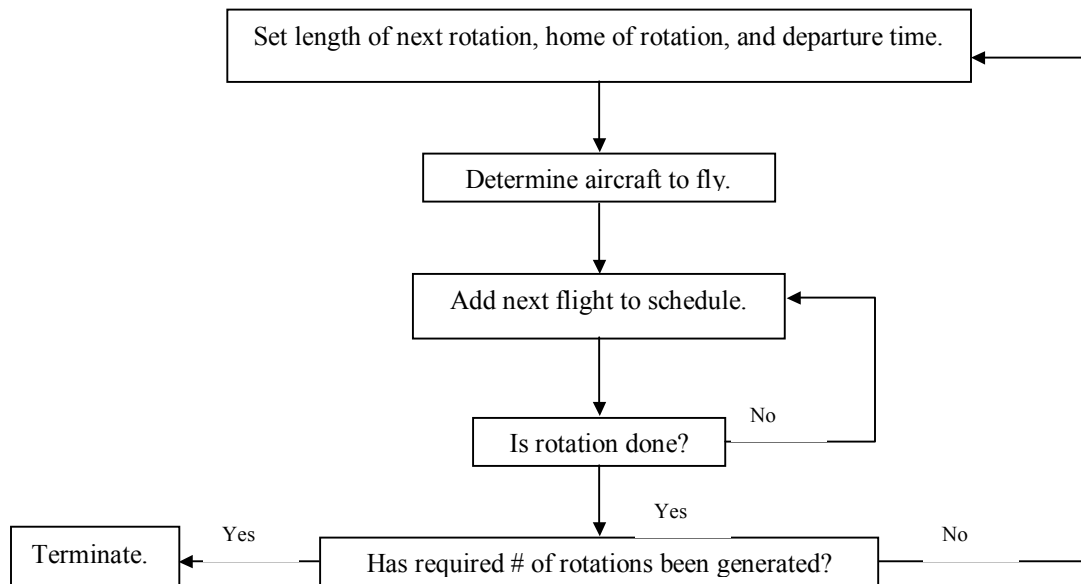 Set length of next rotation, home of rotation, and departure time.
Determine aircraft to fly.
Add next flight to schedule.
No
Is rotation done?
Yes
Yes
No
Terminate.
Has required # of rotations been generated?